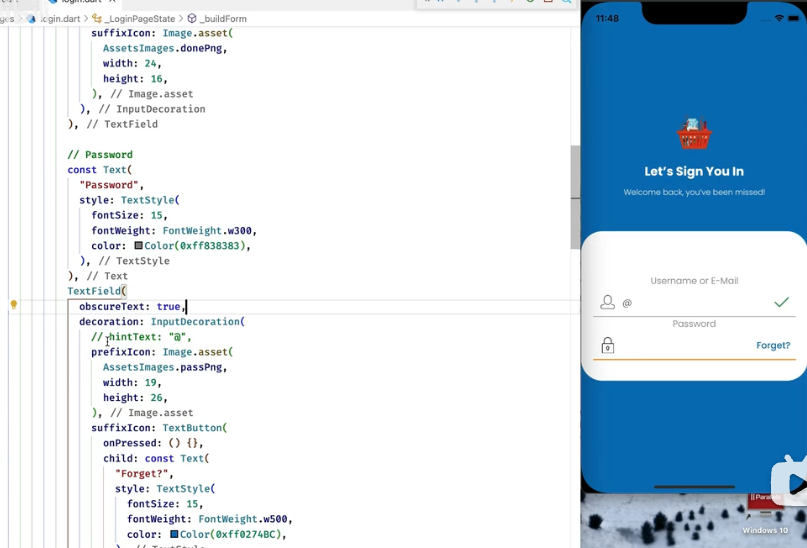 login.dart
login.dart > _LoginPageState > _buildForm
suffixIcon: Image.asset(
AssetsImages.donePng,
width: 24,
height: 16,
), // Image.asset
), // InputDecoration
), // TextField
// Password
const Text(
"Password",
style: TextStyle(
fontSize: 15,
fontWeight: FontWeight.w300,
color: Color(0xff838383),
), // TextStyle
), // Text
TextField(
obscureText: true,
decoration: InputDecoration(
// hintText: "@",
prefixIcon: Image.asset(
AssetsImages.passPng,
width: 19,
height: 26,
), // Image.asset
suffixIcon: TextButton(
onPressed: () {},
child: const Text(
"Forget?",
style: TextStyle(
fontSize: 15,
fontWeight: FontWeight.w500,
color: Color(0xff0274BC),
), // TextStyle
11:48
Let's Sign You In
Welcome back, you've been missed!
Username or E-Mail
@
Password
Forget?
Windows 10